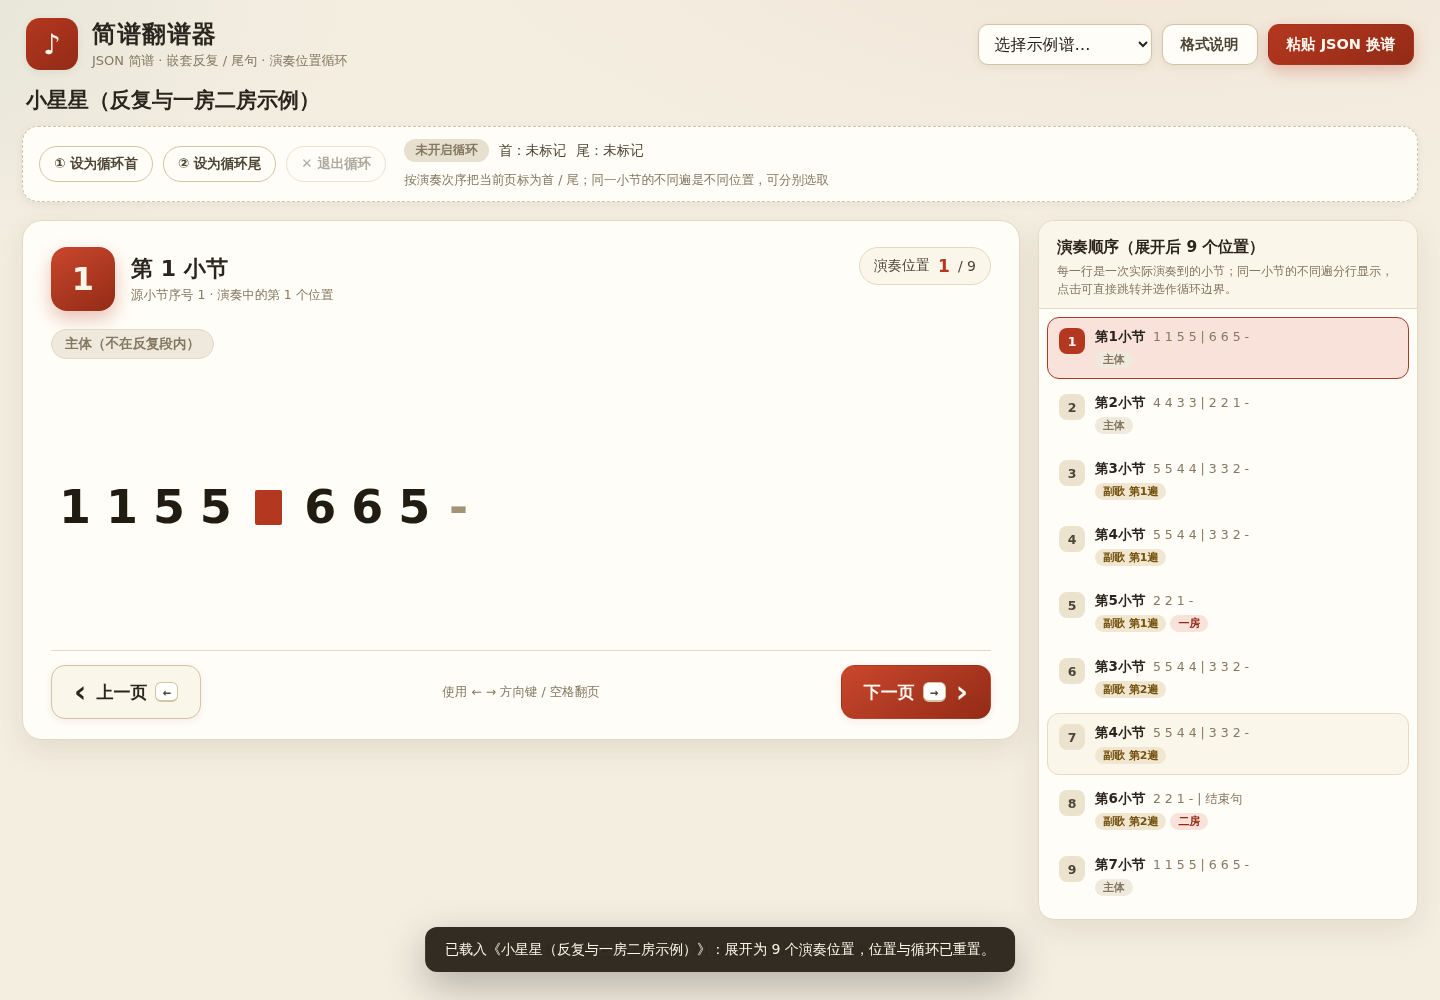 ♪
简谱翻谱器
JSON 简谱 · 嵌套反复 / 尾句 · 演奏位置循环
选择示例谱...
格式说明
粘贴 JSON 换谱
小星星（反复与一房二房示例）
① 设为循环首
② 设为循环尾
✕ 退出循环
未开启循环 首：未标记 尾：未标记
按演奏次序把当前页标为首 / 尾；同一小节的不同遍是不同位置，可分别选取
1
第 1 小节
源小节序号 1 · 演奏中的第 1 个位置
演奏位置 1 / 9
主体（不在反复段内）
1 1 5 5 6 6 5 -
‹ 上一页 ←
使用 ← → 方向键 / 空格翻页
下一页 → ›
演奏顺序（展开后 9 个位置）
每一行是一次实际演奏到的小节；同一小节的不同遍分行显示，
点击可直接跳转并选作循环边界。
1 第1小节 1 1 5 5 | 6 6 5 -
主体
2 第2小节 4 4 3 3 | 2 2 1 -
主体
3 第3小节 5 5 4 4 | 3 3 2 -
副歌 第1遍
4 第4小节 5 5 4 4 | 3 3 2 -
副歌 第1遍
5 第5小节 2 2 1 -
副歌 第1遍 一房
6 第3小节 5 5 4 4 | 3 3 2 -
副歌 第2遍
7 第4小节 5 5 4 4 | 3 3 2 -
副歌 第2遍
8 第6小节 2 2 1 - | 结束句
副歌 第2遍 二房
9 第7小节 1 1 5 5 | 6 6 5 -
主体
已载入《小星星（反复与一房二房示例）》：展开为 9 个演奏位置，位置与循环已重置。